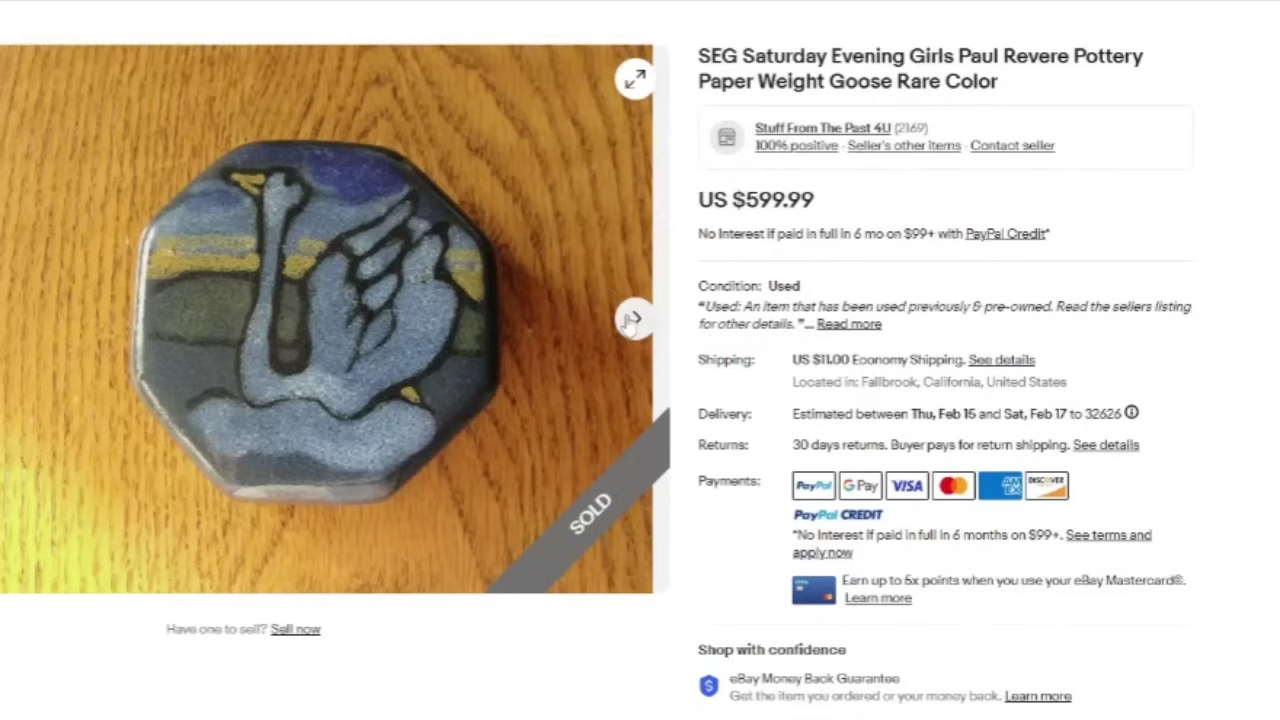 SEG Saturday Evening Girls Paul Revere Pottery
Paper Weight Goose Rare Color
Stuff From The Past 4U (2169)
100% positive · Seller's other items · Contact seller
US $599.99
No Interest if paid in full in 6 mo on $99+ with PayPal Credit*
Condition: Used
"Used: An item that has been used previously & pre-owned. Read the sellers listing
for other details. "... Read more
Shipping: US $11.00 Economy Shipping. See details
Located in: Fallbrook, California, United States
Delivery: Estimated between Thu, Feb 15 and Sat, Feb 17 to 32626
Returns: 30 days returns. Buyer pays for return shipping. See details
Payments: PayPal G Pay VISA AM EX DISCOVER
PayPal CREDIT
*No Interest if paid in full in 6 months on $99+. See terms and
apply now
Earn up to 5x points when you use your eBay Mastercard®.
Learn more
Shop with confidence
eBay Money Back Guarantee
Get the item you ordered or your money back. Learn more
SOLD
Have one to sell? Sell now